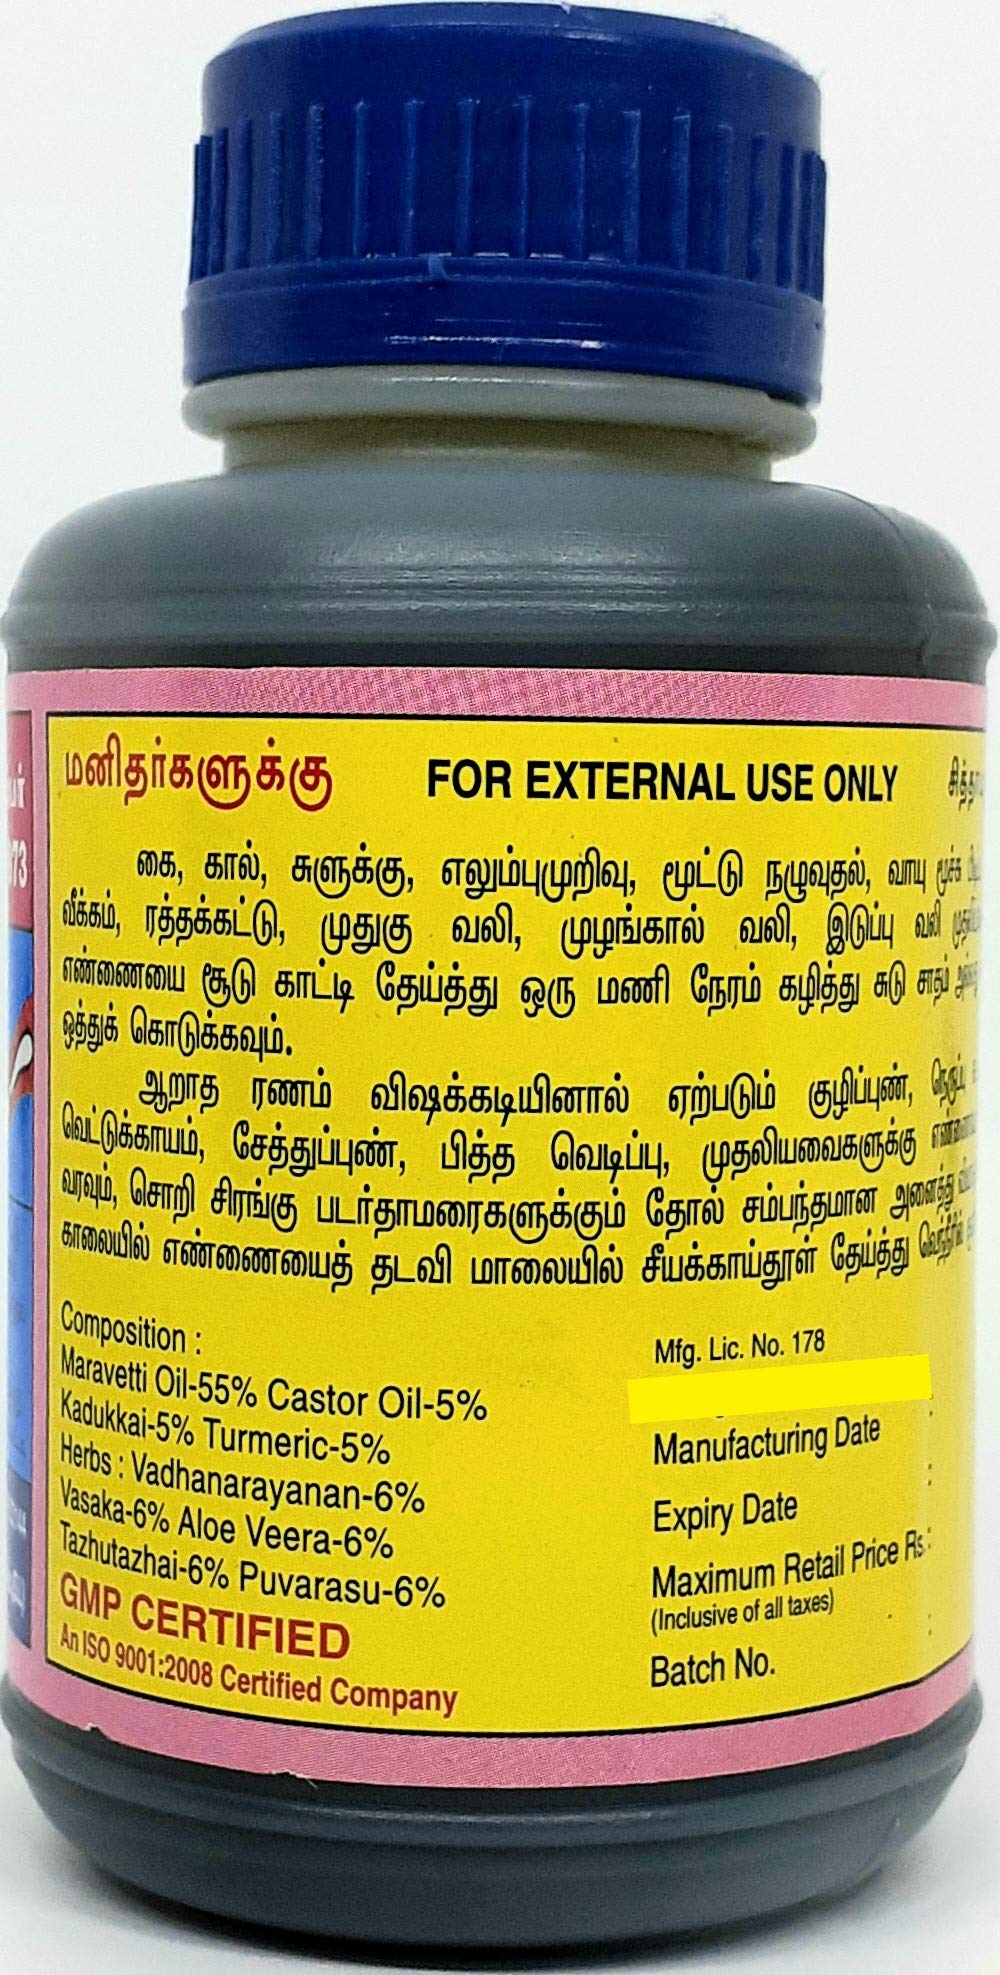 மனிதர்களுக்கு FOR EXTERNAL USE ONLY
கை, கால், சுளுக்கு, எலும்புமுறிவு, மூட்டு நழுவுதல், வாயு மூச்சு
வீக்கம், ரத்தக்கட்டு, முதுகு வலி, முழங்கால் வலி, இடுப்பு வலி
எண்ணையை சூடு காட்டி தேய்த்து ஒரு மணி நேரம் கழித்து சுடு சாதம்
ஒத்துக் கொடுக்கவும்.
ஆறாத ரணம் விஷக்கடியினால் ஏற்படும் குழிப்புண், நெருப்பு
வெட்டுக்காயம், சேத்துப்புண், பித்த வெடிப்பு, முதலியவைகளுக்கு
வரவும், சொறி சிரங்கு படர்தாமரைகளுக்கும் தோல் சம்பந்தமான அனைத்து
காலையில் எண்ணையைத் தடவி மாலையில் சீயக்காய்தூள் தேய்த்து வெந்நீரில்
Composition :
Maravetti Oil-55% Castor Oil-5%
Kadukkai-5% Turmeric-5%
Herbs : Vadhanarayanan-6%
Vasaka-6% Aloe Veera-6%
Tazhutazhai-6% Puvarasu-6%
GMP CERTIFIED
An ISO 9001:2008 Certified Company
Mfg. Lic. No. 178
Manufacturing Date :
Expiry Date :
Maximum Retail Price Rs.:
(Inclusive of all taxes)
Batch No. :
73